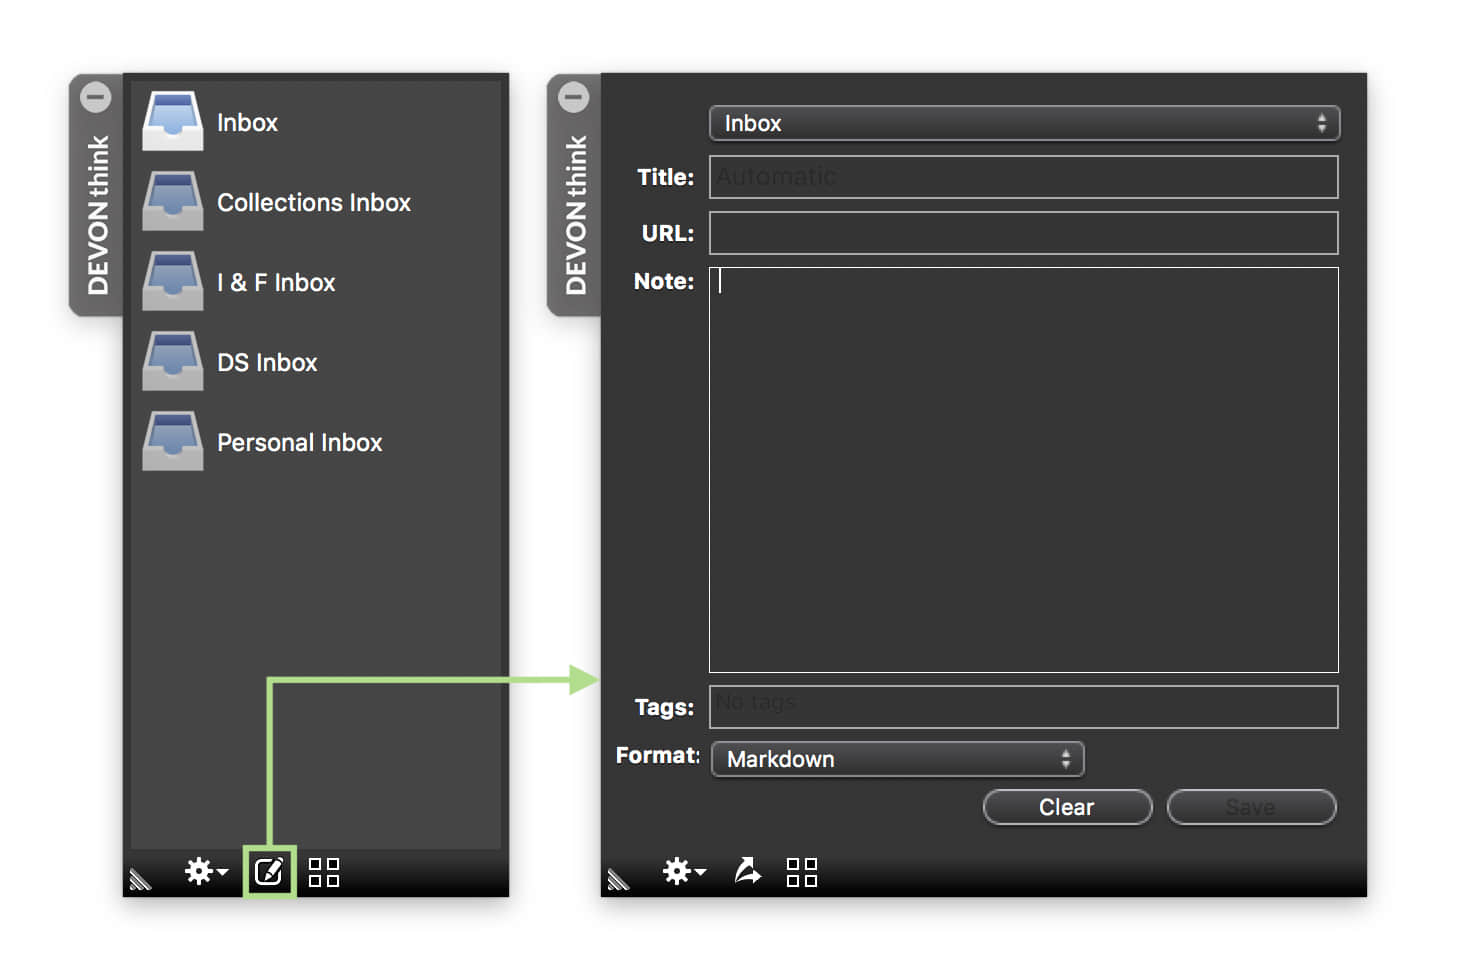 DEVONthink
Inbox
Collections Inbox
I & F Inbox
DS Inbox
Personal Inbox
DEVONthink
Inbox
Title: Automatic
URL:
Note:
Tags: No tags
Format: Markdown
Clear Save